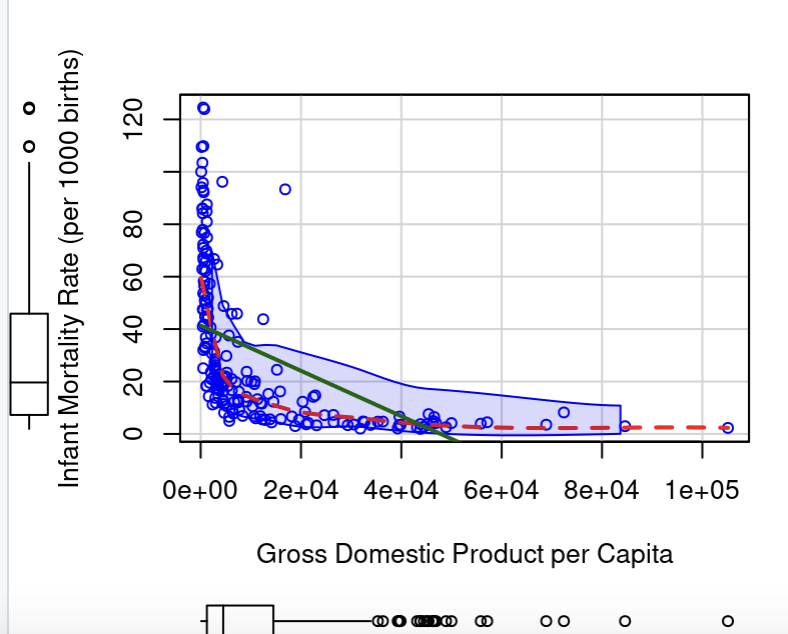 Infant Mortality Rate (per 1000 births)
120
80
60
40
20
0
0e+00 2e+04 4e+04 6e+04 8e+04 1e+05
Gross Domestic Product per Capita